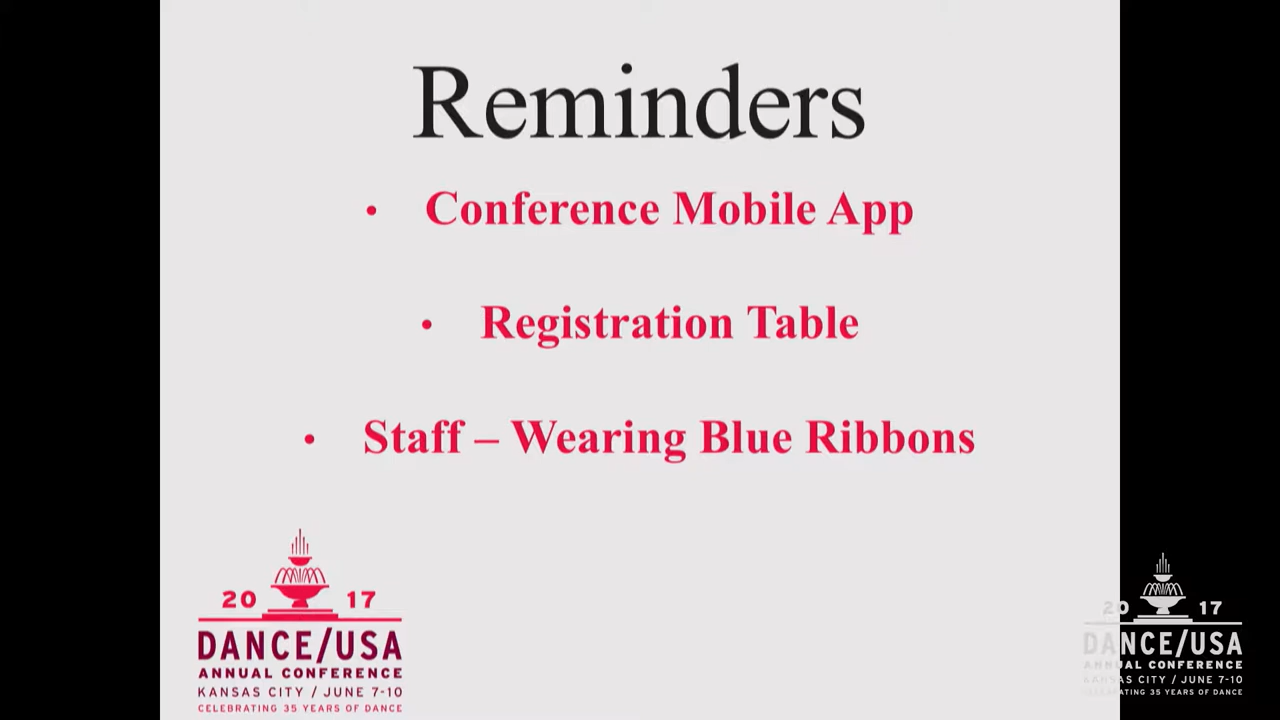 Reminders
• Conference Mobile App
• Registration Table
• Staff – Wearing Blue Ribbons
20 17
DANCE/USA
ANNUAL CONFERENCE
KANSAS CITY / JUNE 7-10
CELEBRATING 35 YEARS OF DANCE
20 17
DANCE/USA
ANNUAL CONFERENCE
KANSAS CITY / JUNE 7-10
CELEBRATING 35 YEARS OF DANCE